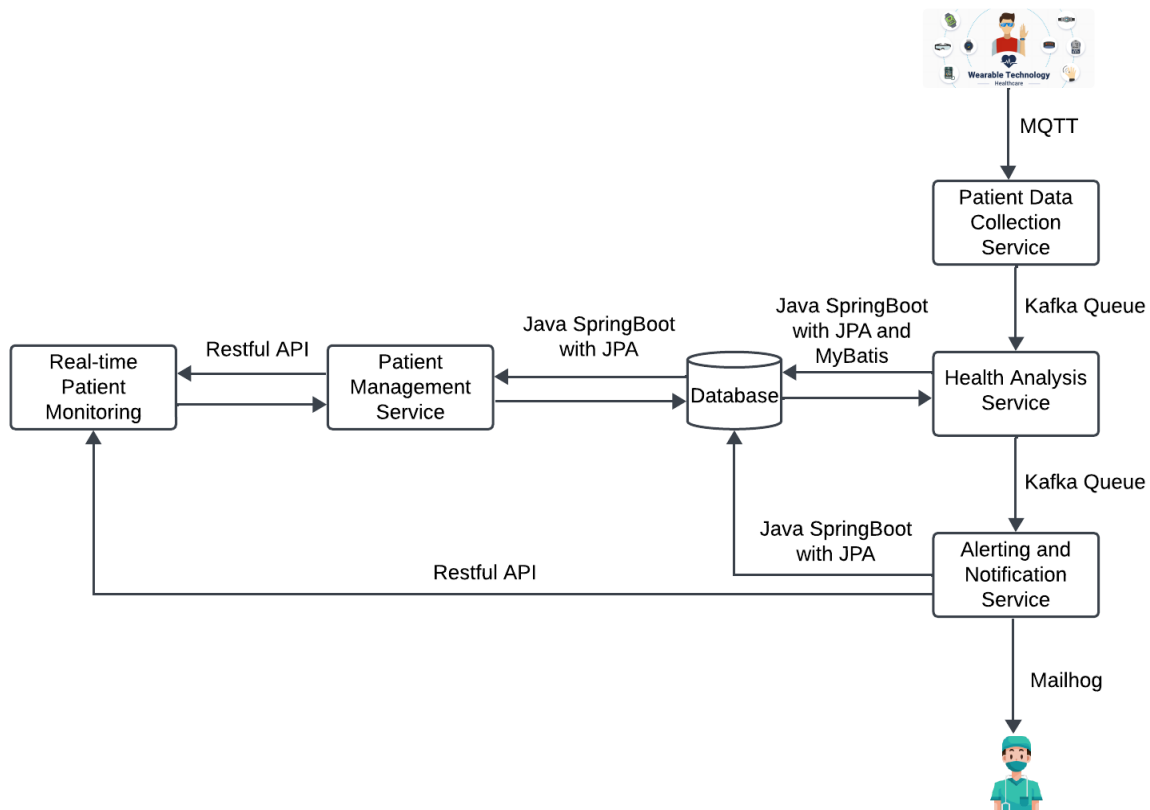 Wearable Technology
Healthcare
MQTT
Patient Data
Collection
Service
Kafka Queue
Java SpringBoot
with JPA and
MyBatis
Java SpringBoot
with JPA
Restful API
Real-time
Patient
Monitoring
Patient
Management
Service
Database
Health Analysis
Service
Kafka Queue
Java SpringBoot
with JPA
Alerting and
Notification
Service
Restful API
Mailhog